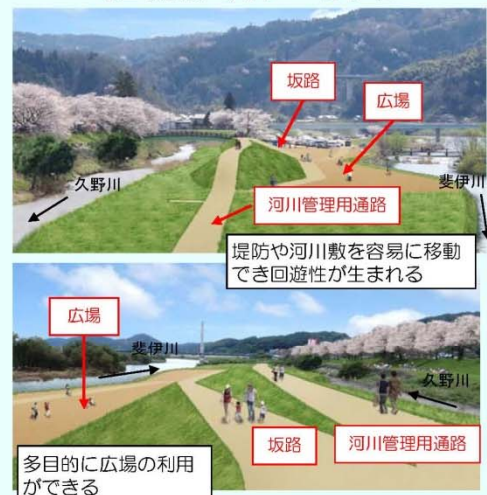 坂路
広場
久野川
斐伊川
河川管理用通路
堤防や河川敷を容易に移動
でき回遊性が生まれる
広場
斐伊川
久野川
坂路
河川管理用通路
多目的に広場の利用
ができる